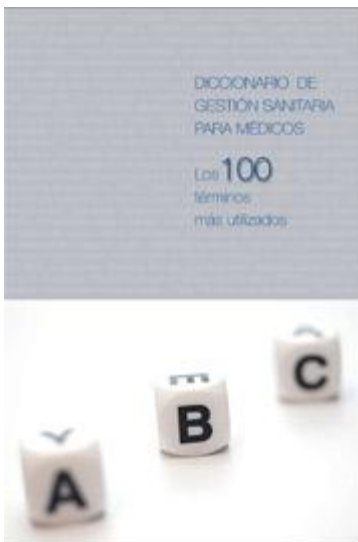 DICCIONARIO DE
GESTIÓN SANITARIA
PARA MÉDICOS
Los 100
términos
más utilizados
A
B
C